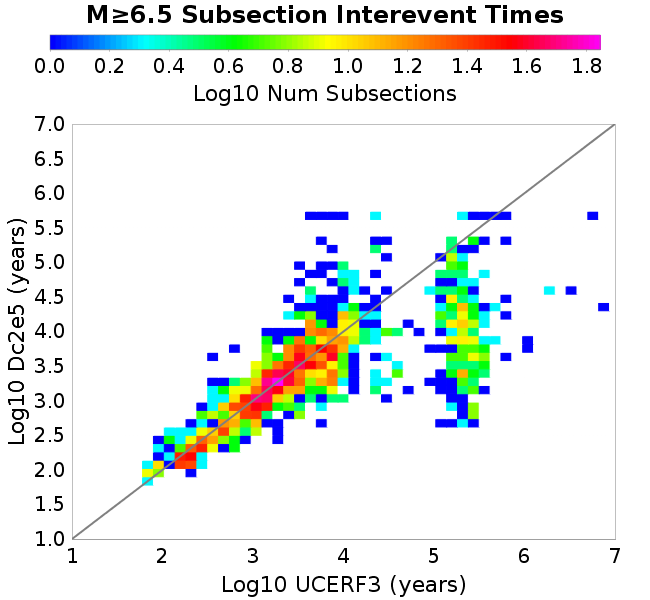 M≥6.5 Subsection Interevent Times
0.0 0.2 0.4 0.6 0.8 1.0 1.2 1.4 1.6 1.8
Log10 Num Subsections
7.0
6.5
6.0
5.5
5.0
4.5
4.0
3.5
3.0
2.5
2.0
1.5
1.0
Log10 Dc2e5 (years)
1 2 3 4 5 6 7
Log10 UCERF3 (years)